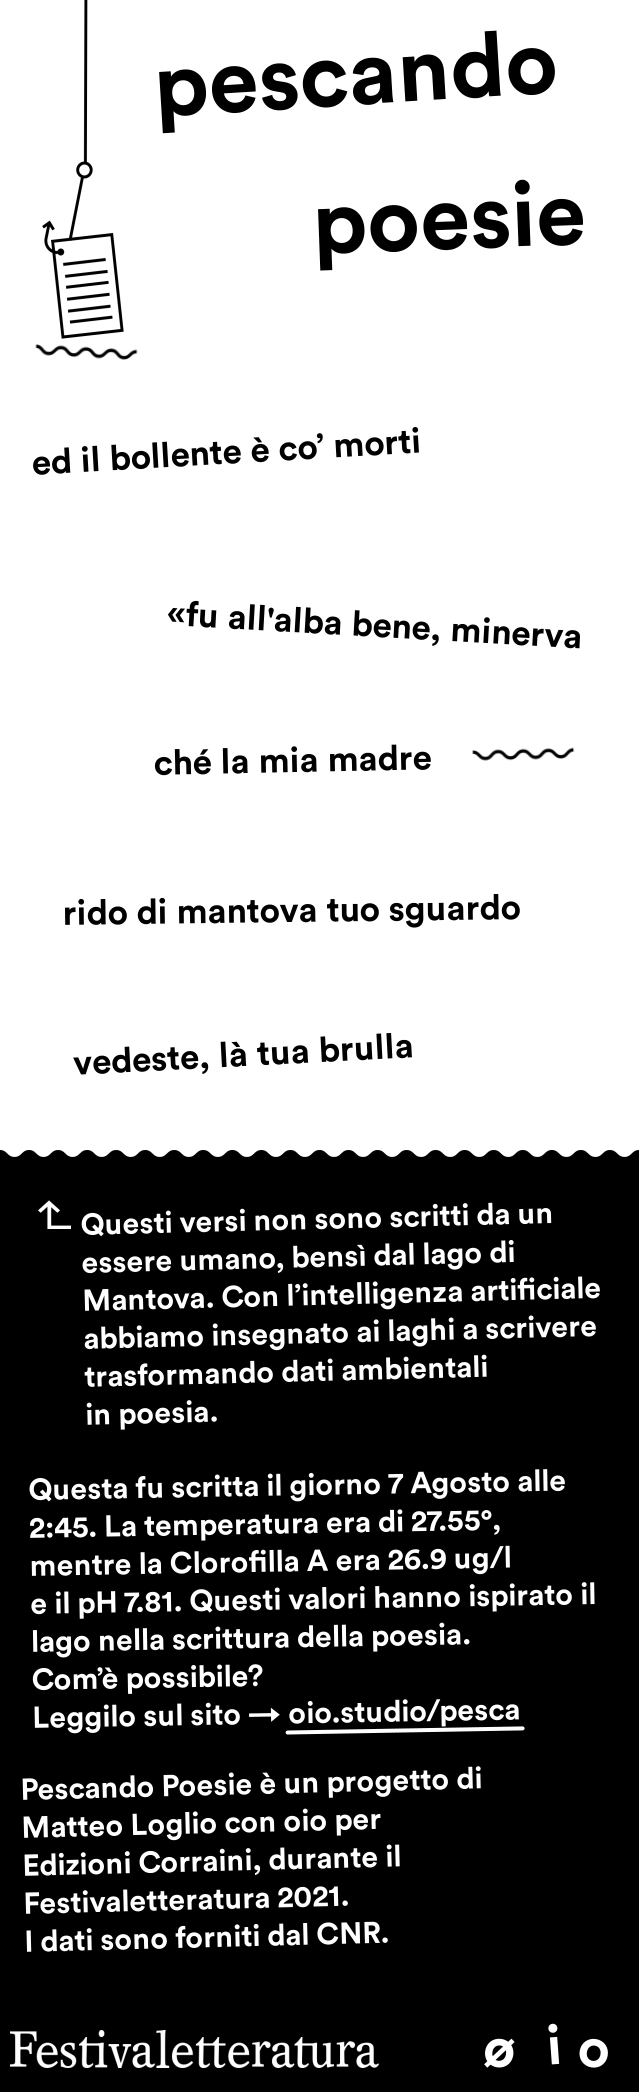 pescando
poesie
ed il bollente è co’ morti
«fu all'alba bene, minerva
ché la mia madre
rido di mantova tuo sguardo
vedeste, là tua brulla
Questi versi non sono scritti da un
essere umano, bensì dal lago di
Mantova. Con l’intelligenza artificiale
abbiamo insegnato ai laghi a scrivere
trasformando dati ambientali
in poesia.
Questa fu scritta il giorno 7 Agosto alle
2:45. La temperatura era di 27.55°,
mentre la Clorofilla A era 26.9 ug/l
e il pH 7.81. Questi valori hanno ispirato il
lago nella scrittura della poesia.
Com’è possibile?
Leggilo sul sito → oio.studio/pesca
Pescando Poesie è un progetto di
Matteo Loglio con oio per
Edizioni Corraini, durante il
Festivaletteratura 2021.
I dati sono forniti dal CNR.
Festivaletteratura ø i o